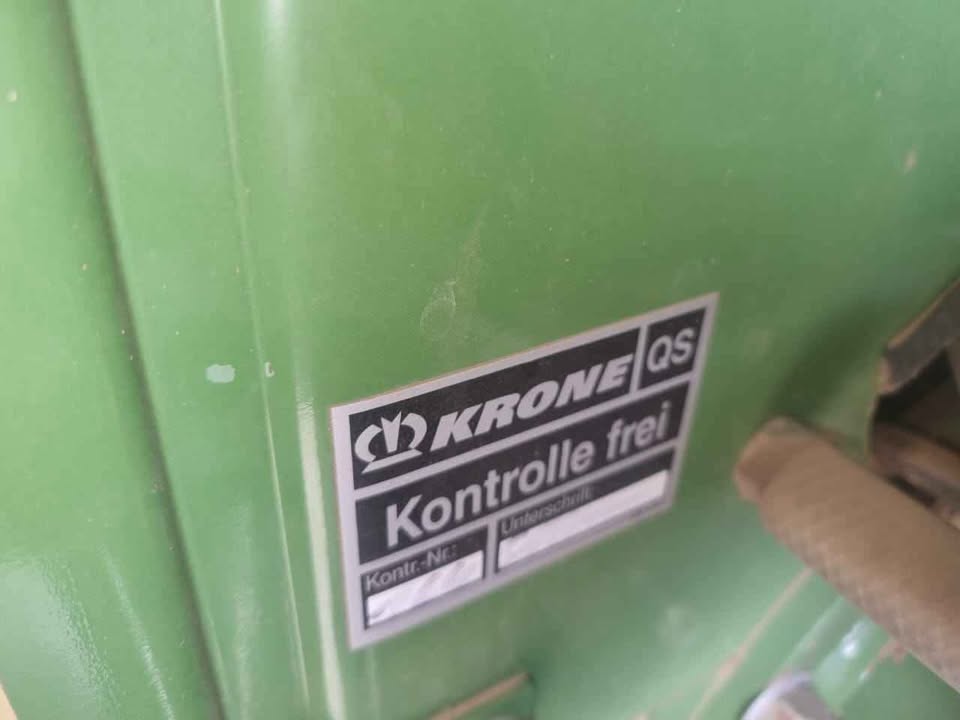 KRONE QS
Kontrolle frei
Kontr.-Nr.: Unterschrift: